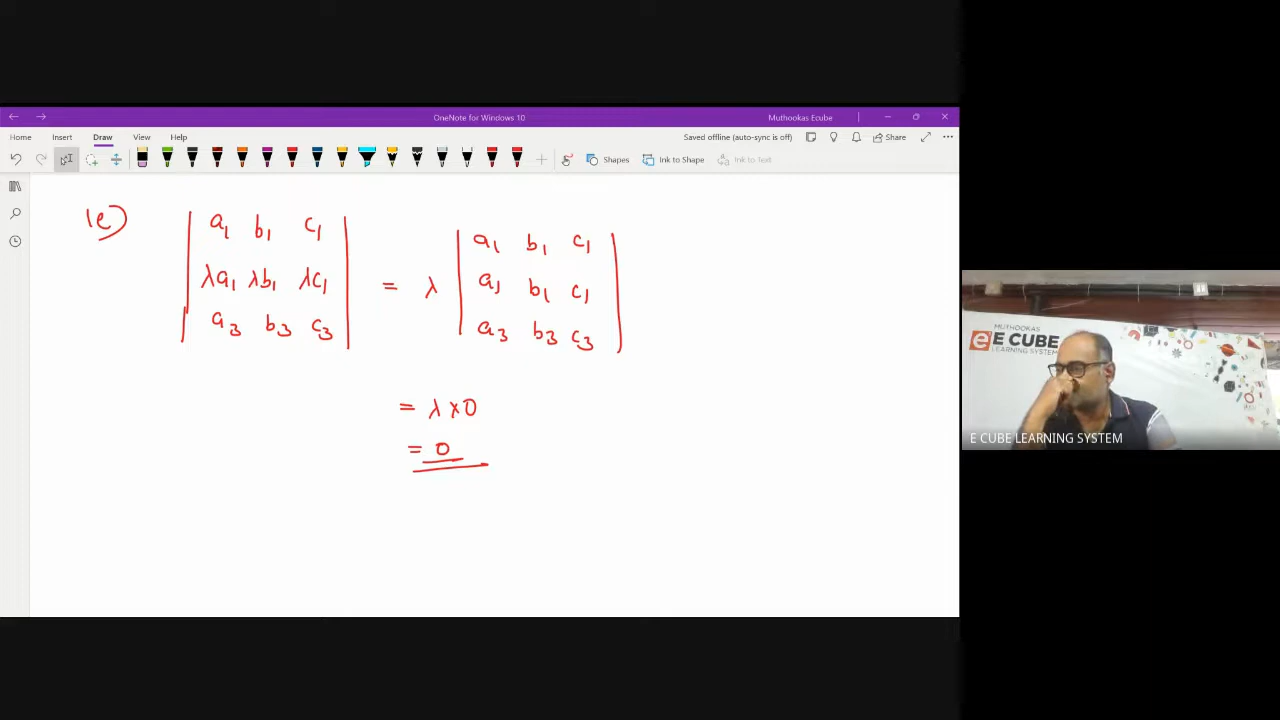 OneNote for Windows 10
Muthookas Ecube
Home Insert Draw View Help
Saved offline (auto-sync is off)
Share
Shapes
Ink to Shape
Ink to Text
1e)
| a₁ b₁ c₁ |
| λa₁ λb₁ λc₁ |
| a₃ b₃ c₃ |
= λ
| a₁ b₁ c₁ |
| a₁ b₁ c₁ |
| a₃ b₃ c₃ |
= λ × 0
= 0
MUTHOOKAS
e E CUBE
LEARNING SYSTEM
E CUBE LEARNING SYSTEM